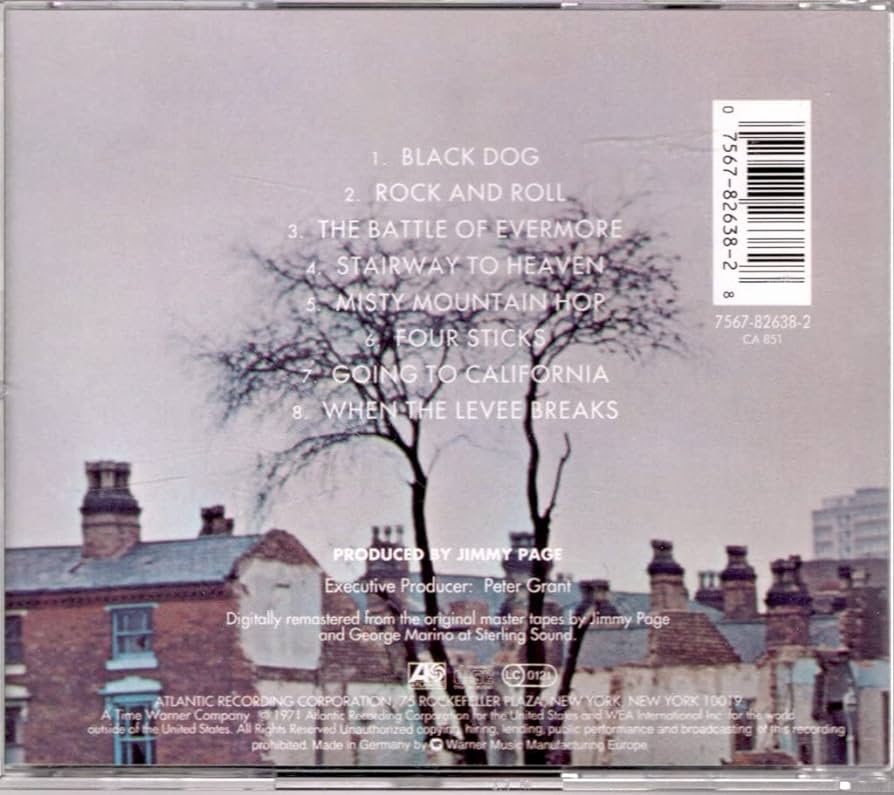 1. BLACK DOG
2. ROCK AND ROLL
3. THE BATTLE OF EVERMORE
4. STAIRWAY TO HEAVEN
5. MISTY MOUNTAIN HOP
6. FOUR STICKS
7. GOING TO CALIFORNIA
8. WHEN THE LEVEE BREAKS
0 7567-82638-2 8
7567-82638-2
CA 851
PRODUCED BY JIMMY PAGE
Executive Producer: Peter Grant
Digitally remastered from the original master tapes by Jimmy Page
and George Marino at Sterling Sound.
LC 0121
ATLANTIC RECORDING CORPORATION, 75 ROCKEFELLER PLAZA, NEW YORK, NEW YORK 10019.
A Time Warner Company ℗ 1971 Atlantic Recording Corporation for the United States and WEA International Inc. for the world
outside of the United States. All Rights Reserved Unauthorized copying, hiring, lending, public performance and broadcasting of this recording
prohibited. Made in Germany by Warner Music Manufacturing Europe.